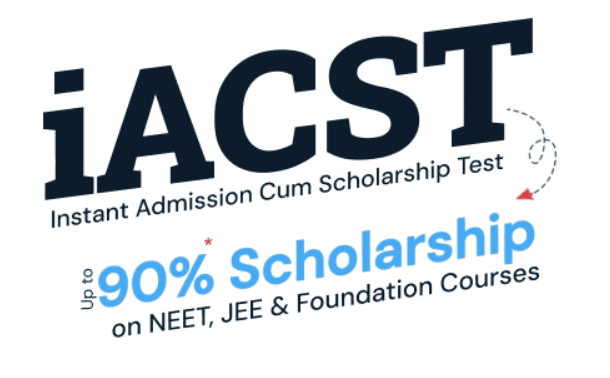 iACST
Instant Admission Cum Scholarship Test
Up to 90%* Scholarship
on NEET, JEE & Foundation Courses